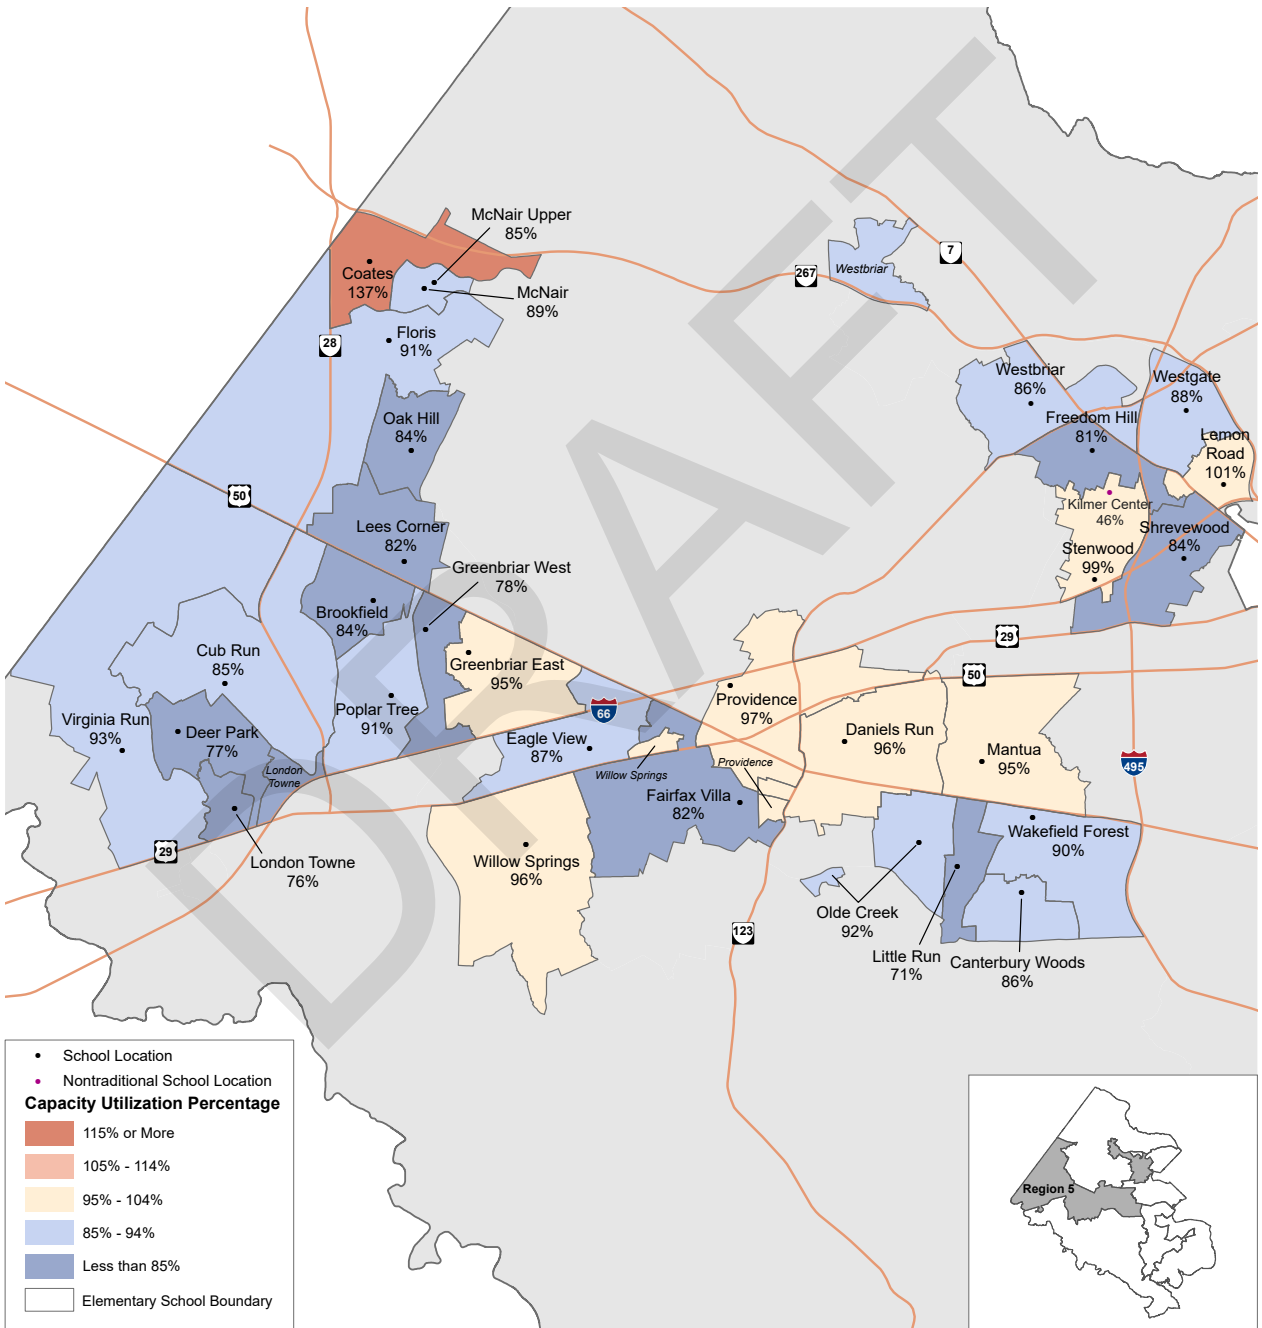 McNair Upper
85%
7
Coates
137%
Westbriar
267
McNair
89%
28
Floris
91%
Westbriar
86%
Westgate
88%
Oak Hill
84%
Freedom Hill
81%
Lemon
Road
101%
50
Kilmer Center
46%
Lees Corner
82%
Shrevewood
84%
Stenwood
99%
Greenbriar West
78%
Brookfield
84%
29
Cub Run
85%
Greenbriar East
95%
50
Providence
97%
66
Poplar Tree
91%
Virginia Run
93%
Deer Park
77%
Eagle View
87%
Daniels Run
96%
Mantua
95%
London
Towne
Willow Springs
Providence
495
Fairfax Villa
82%
Wakefield Forest
90%
29
London Towne
76%
Willow Springs
96%
Olde Creek
92%
123
Little Run
71%
Canterbury Woods
86%
DRAFT
School Location
Nontraditional School Location
Capacity Utilization Percentage
115% or More
105% - 114%
95% - 104%
85% - 94%
Less than 85%
Elementary School Boundary
Region 5